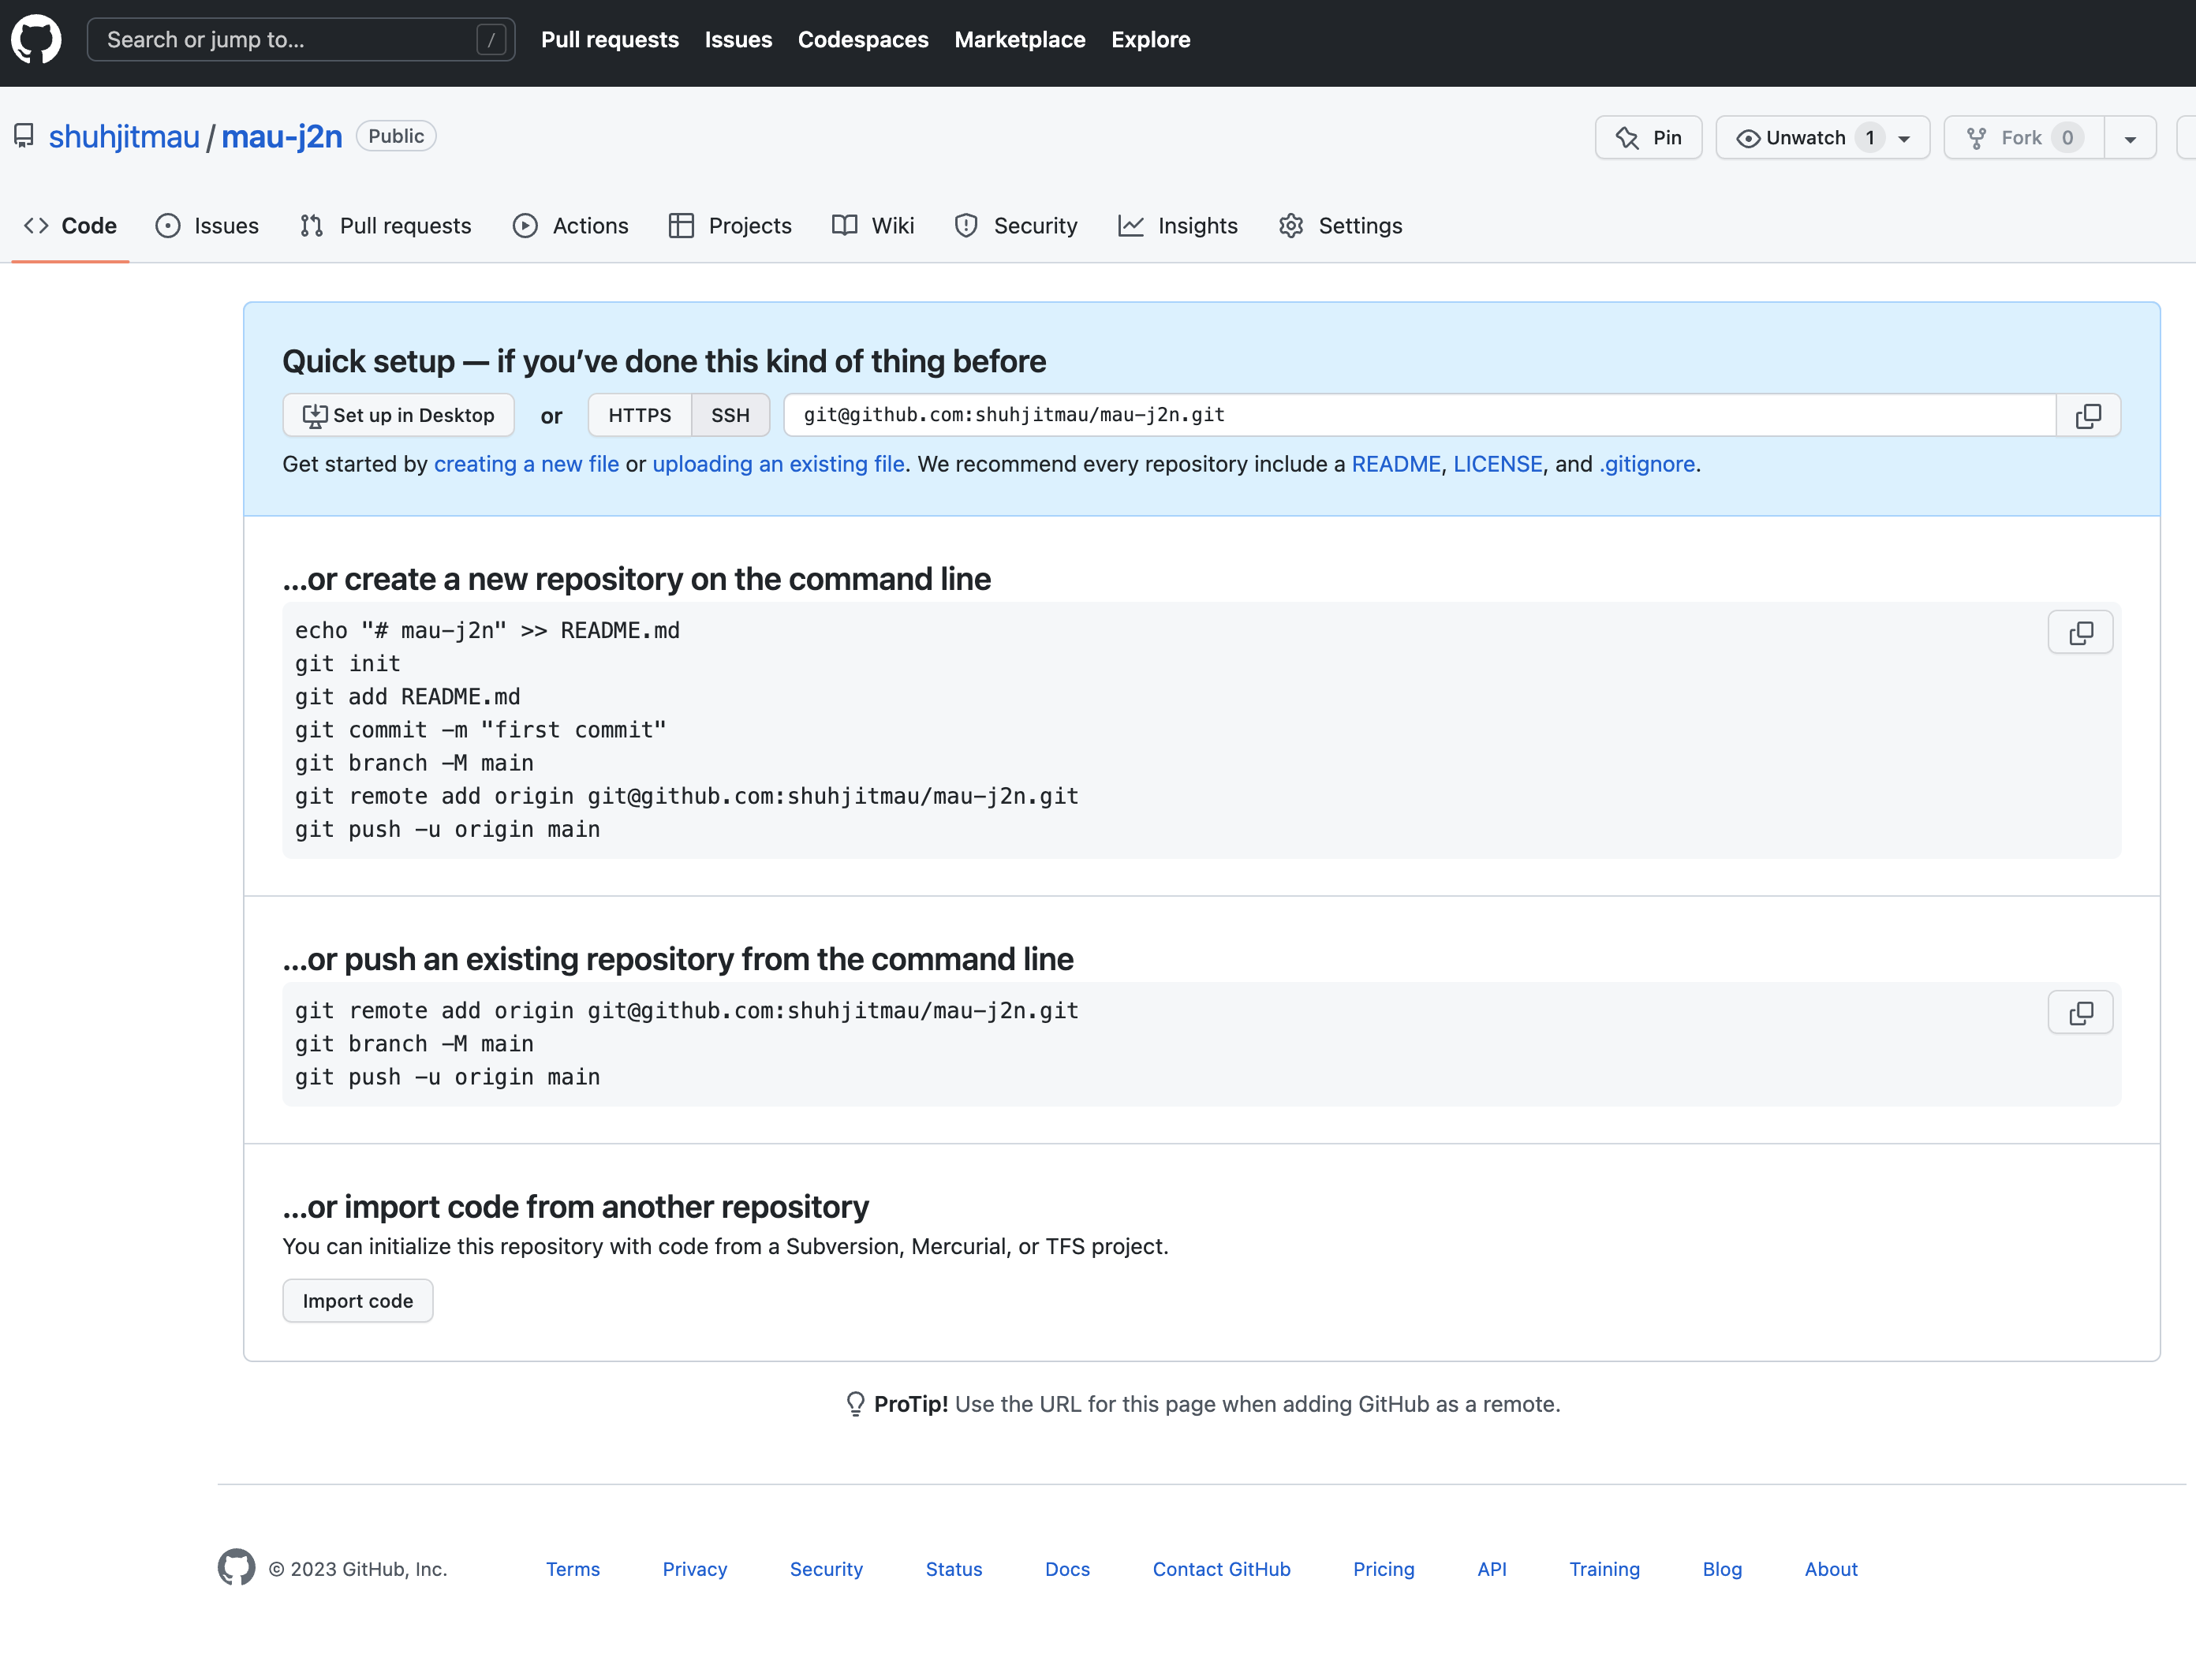 Search or jump to... /
Pull requests Issues Codespaces Marketplace Explore
shuhjitmau / mau-j2n Public
Pin Unwatch 1 Fork 0
Code Issues Pull requests Actions Projects Wiki Security Insights Settings
Quick setup — if you’ve done this kind of thing before
Set up in Desktop or HTTPS SSH git@github.com:shuhjitmau/mau-j2n.git
Get started by creating a new file or uploading an existing file. We recommend every repository include a README, LICENSE, and .gitignore.
…or create a new repository on the command line
echo "# mau-j2n" >> README.md
git init
git add README.md
git commit -m "first commit"
git branch -M main
git remote add origin git@github.com:shuhjitmau/mau-j2n.git
git push -u origin main
…or push an existing repository from the command line
git remote add origin git@github.com:shuhjitmau/mau-j2n.git
git branch -M main
git push -u origin main
…or import code from another repository
You can initialize this repository with code from a Subversion, Mercurial, or TFS project.
Import code
ProTip! Use the URL for this page when adding GitHub as a remote.
© 2023 GitHub, Inc. Terms Privacy Security Status Docs Contact GitHub Pricing API Training Blog About